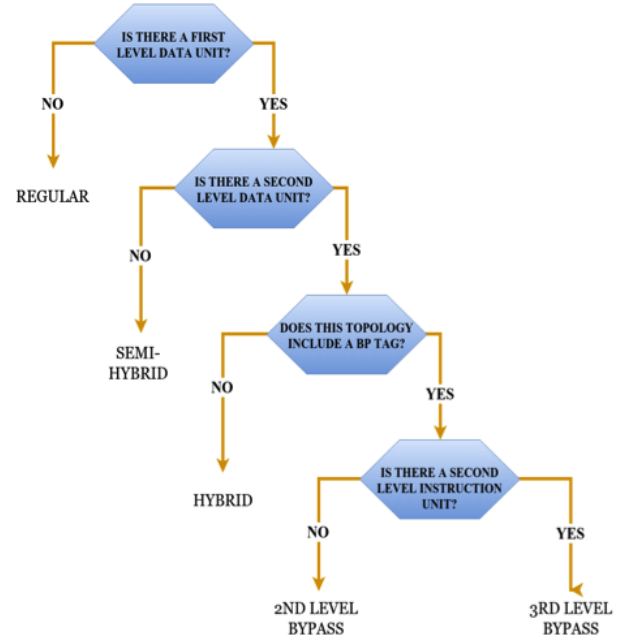 IS THERE A FIRST
LEVEL DATA UNIT?
NO
YES
IS THERE A SECOND
LEVEL DATA UNIT?
REGULAR
NO
YES
DOES THIS TOPOLOGY
INCLUDE A BP TAG?
SEMI-
HYBRID
NO
YES
IS THERE A SECOND
LEVEL INSTRUCTION
UNIT?
HYBRID
NO
YES
2ND LEVEL
BYPASS
3RD LEVEL
BYPASS